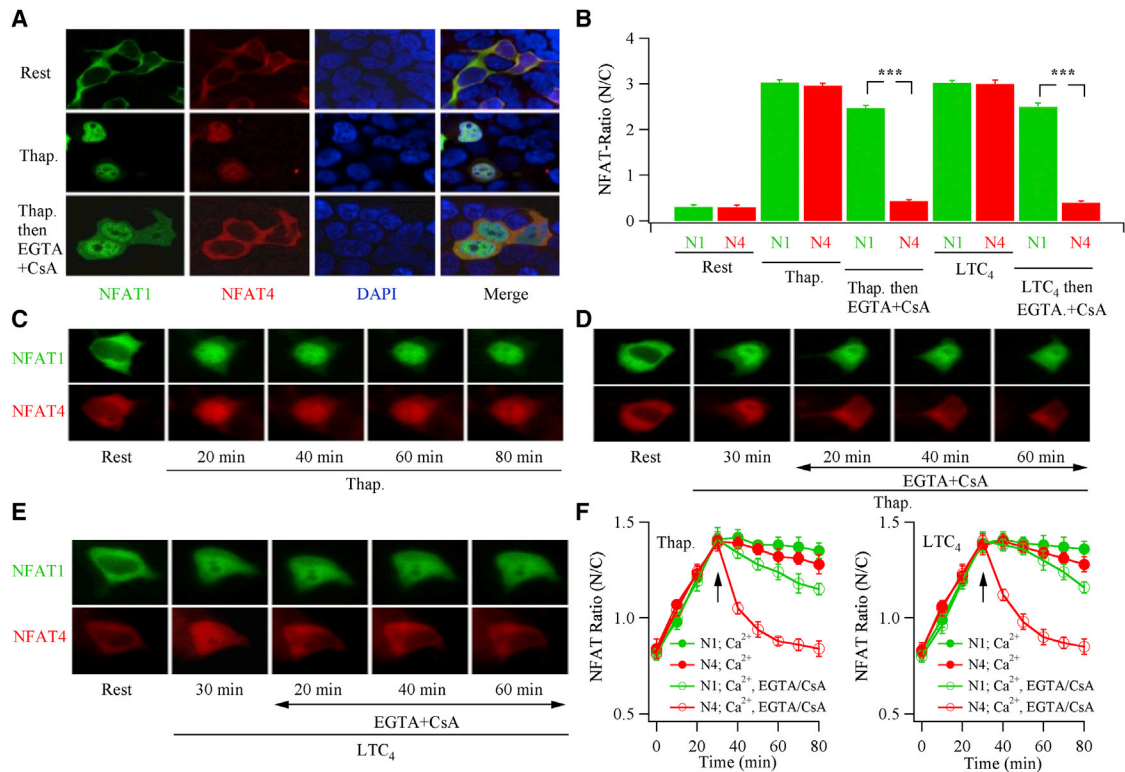 A
Rest
Thap.
Thap.
then
EGTA
+CsA
NFAT1 NFAT4 DAPI Merge
B
NFAT-Ratio (N/C)
4
3
2
1
0
*** ***
N1 N4 N1 N4 N1 N4 N1 N4 N1 N4
Rest
Thap.
Thap. then
EGTA+CsA
LTC4
LTC4 then
EGTA.+CsA
C
NFAT1
NFAT4
Rest 20 min 40 min 60 min 80 min
Thap.
D
Rest 30 min 20 min 40 min 60 min
EGTA+CsA
Thap.
E
NFAT1
NFAT4
Rest 30 min 20 min 40 min 60 min
EGTA+CsA
LTC4
F
NFAT Ratio (N/C)
1.5
1.0
0.5
Thap.
N1; Ca2+
N4; Ca2+
N1; Ca2+, EGTA/CsA
N4; Ca2+, EGTA/CsA
0 20 40 60 80
Time (min)
NFAT Ratio (N/C)
1.5
1.0
0.5
LTC4
N1; Ca2+
N4; Ca2+
N1; Ca2+, EGTA/CsA
N4; Ca2+, EGTA/CsA
0 20 40 60 80
Time (min)